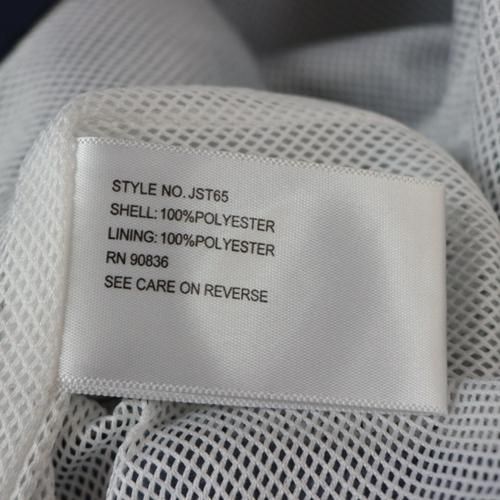 STYLE NO. JST65
SHELL: 100%POLYESTER
LINING: 100%POLYESTER
RN 90836
SEE CARE ON REVERSE